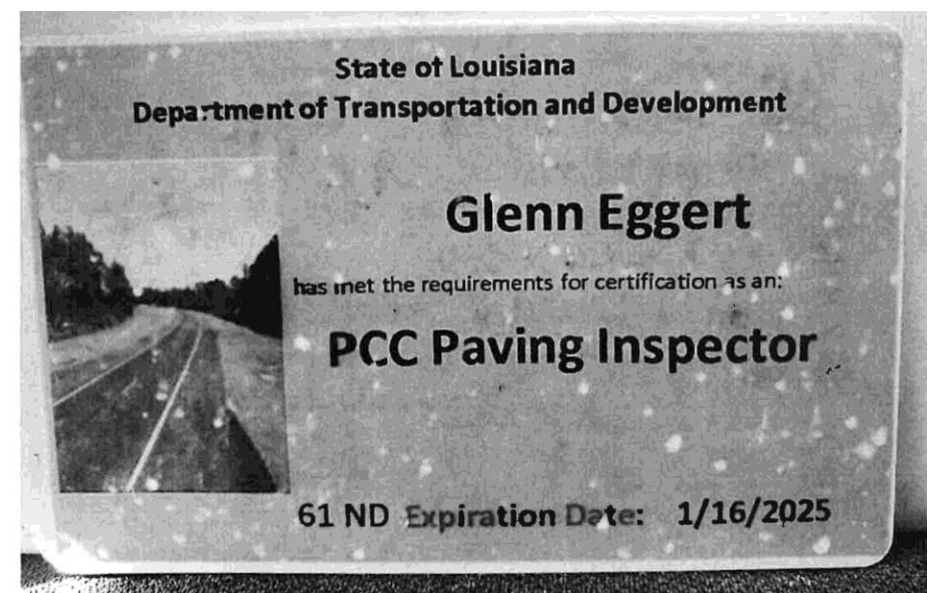 State of Louisiana
Department of Transportation and Development
Glenn Eggert
has met the requirements for certification as an:
PCC Paving Inspector
61 ND Expiration Date: 1/16/2025